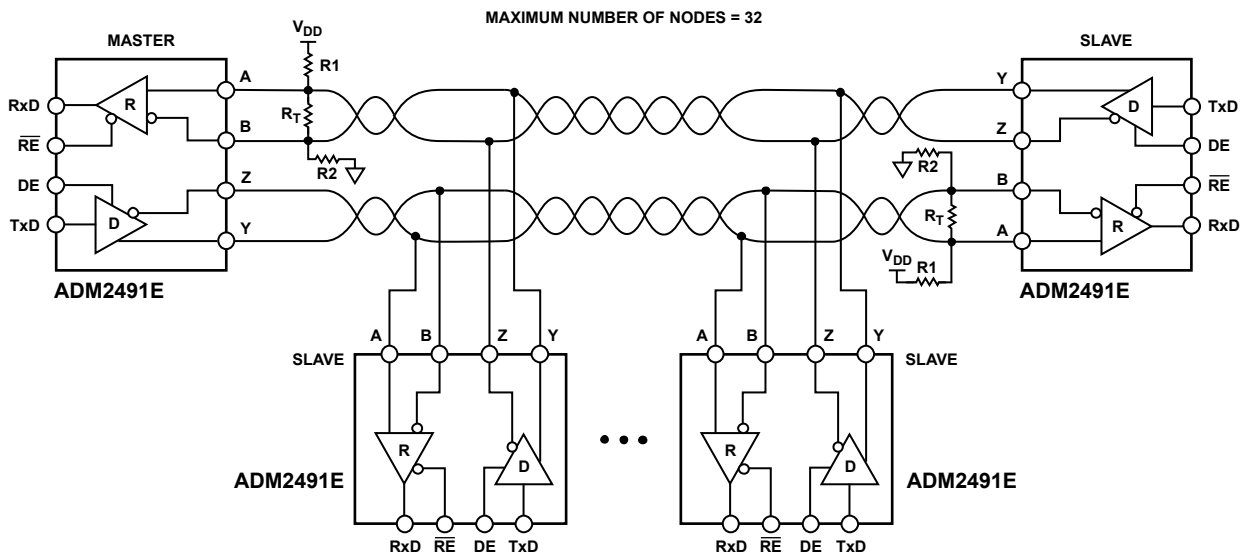 MAXIMUM NUMBER OF NODES = 32
MASTER
SLAVE
VDD
R1
A
RxD
R
RT
B
RE
R2
DE
Z
TxD
D
Y
ADM2491E
Y
D
TxD
Z
DE
R2
B
RE
RT
R
RxD
A
VDD
R1
ADM2491E
A B Z Y
SLAVE
R
D
ADM2491E
RxD RE DE TxD
A B Z Y
SLAVE
R
D
ADM2491E
RxD RE DE TxD